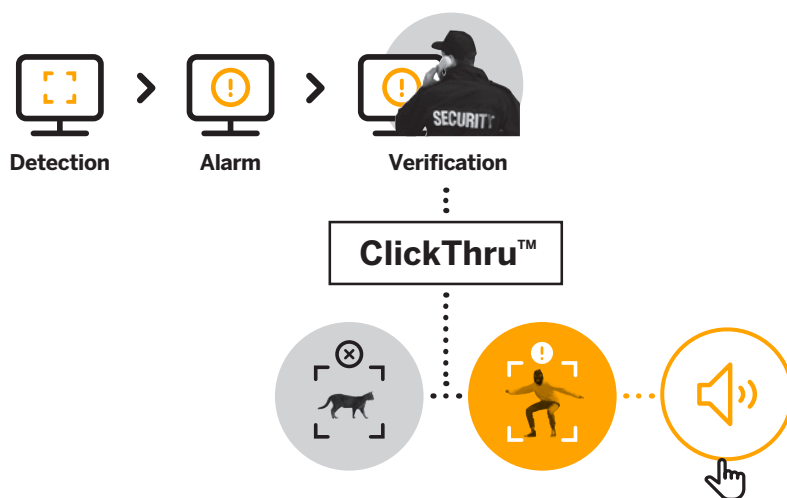 SECURITY
Detection
Alarm
Verification
ClickThru™